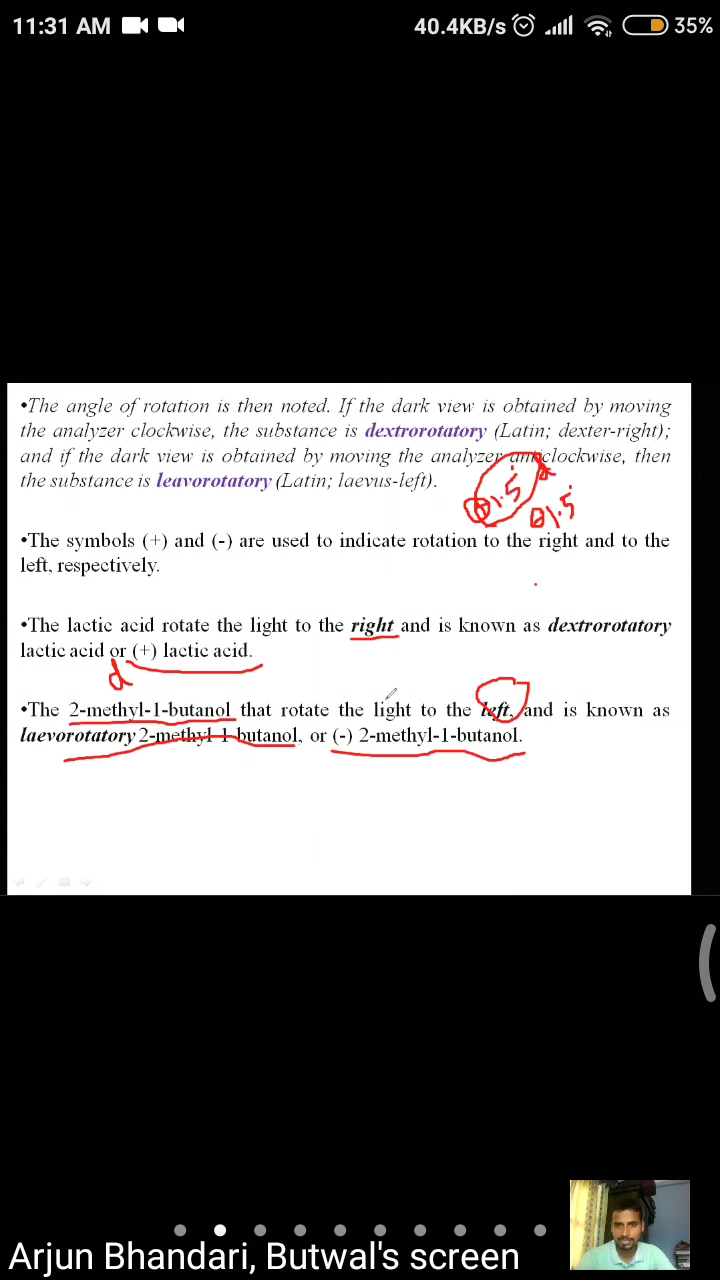 11:31 AM
40.4KB/s
35%
•The angle of rotation is then noted. If the dark view is obtained by moving
the analyzer clockwise, the substance is dextrorotatory (Latin; dexter-right);
and if the dark view is obtained by moving the analyzer anticlockwise, then
the substance is leavorotatory (Latin; laevus-left).
•The symbols (+) and (-) are used to indicate rotation to the right and to the
left, respectively.
•The lactic acid rotate the light to the right and is known as dextrorotatory
lactic acid or (+) lactic acid.
d
•The 2-methyl-1-butanol that rotate the light to the left, and is known as
laevorotatory 2-methyl-1-butanol, or (-) 2-methyl-1-butanol.
Arjun Bhandari, Butwal's screen